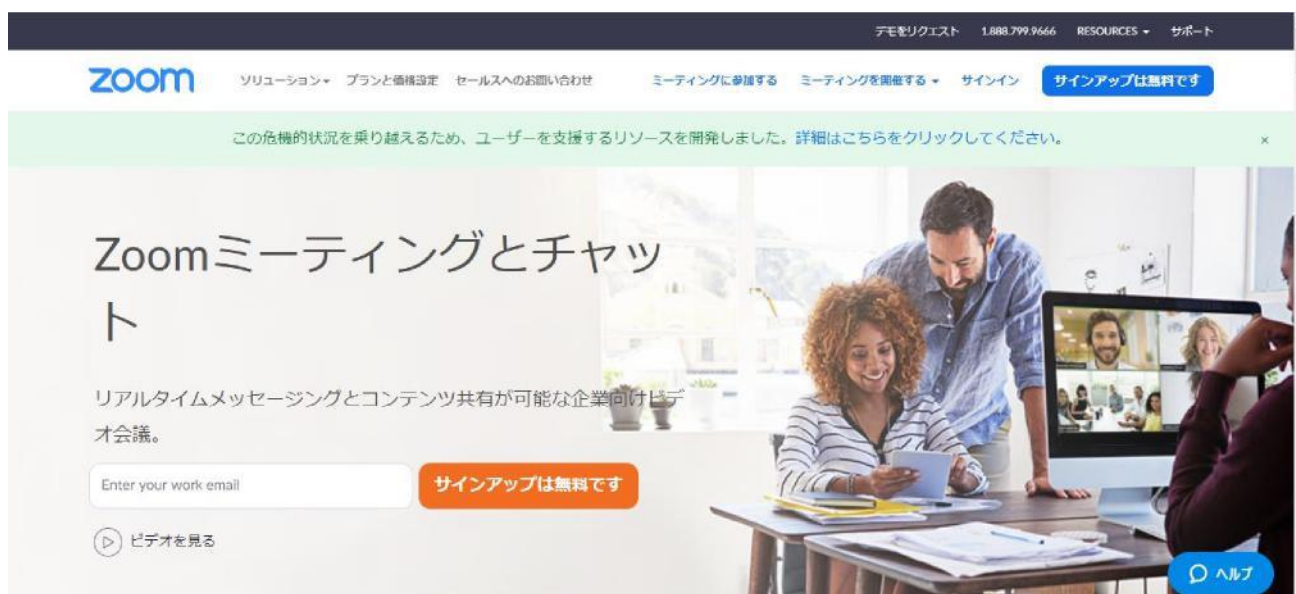 デモをリクエスト 1.888.799.9666 RESOURCES サポート
zoom ソリューション プランと価格設定 セールスへのお問い合わせ ミーティングに参加する ミーティングを開催する サインイン サインアップは無料です
この危機的状況を乗り越えるため、ユーザーを支援するリソースを開発しました。詳細はこちらをクリックしてください。 ×
Zoomミーティングとチャッ
ト
リアルタイムメッセージングとコンテンツ共有が可能な企業向けビデ
オ会議。
Enter your work email サインアップは無料です
ビデオを見る
ヘルプ